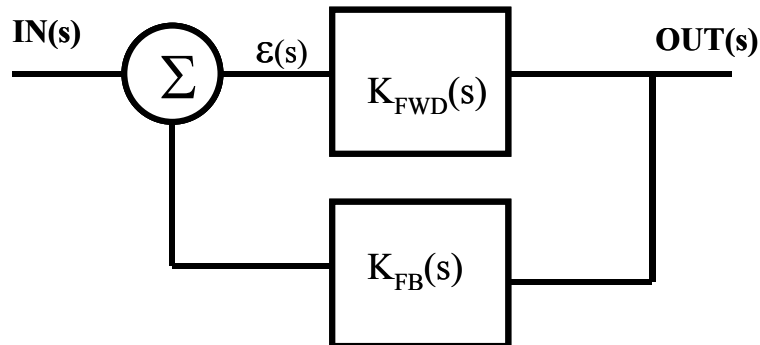 IN(s)
Σ
ε(s)
K_FWD(s)
OUT(s)
K_FB(s)